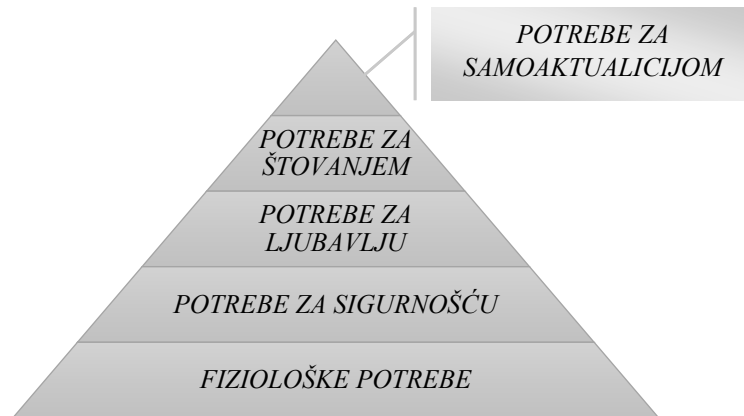 POTREBE ZA
SAMOAKTUALICIJOM
POTREBE ZA
ŠTOVANJEM
POTREBE ZA
LJUBAVLJU
POTREBE ZA SIGURNOŠĆU
FIZIOLOŠKE POTREBE